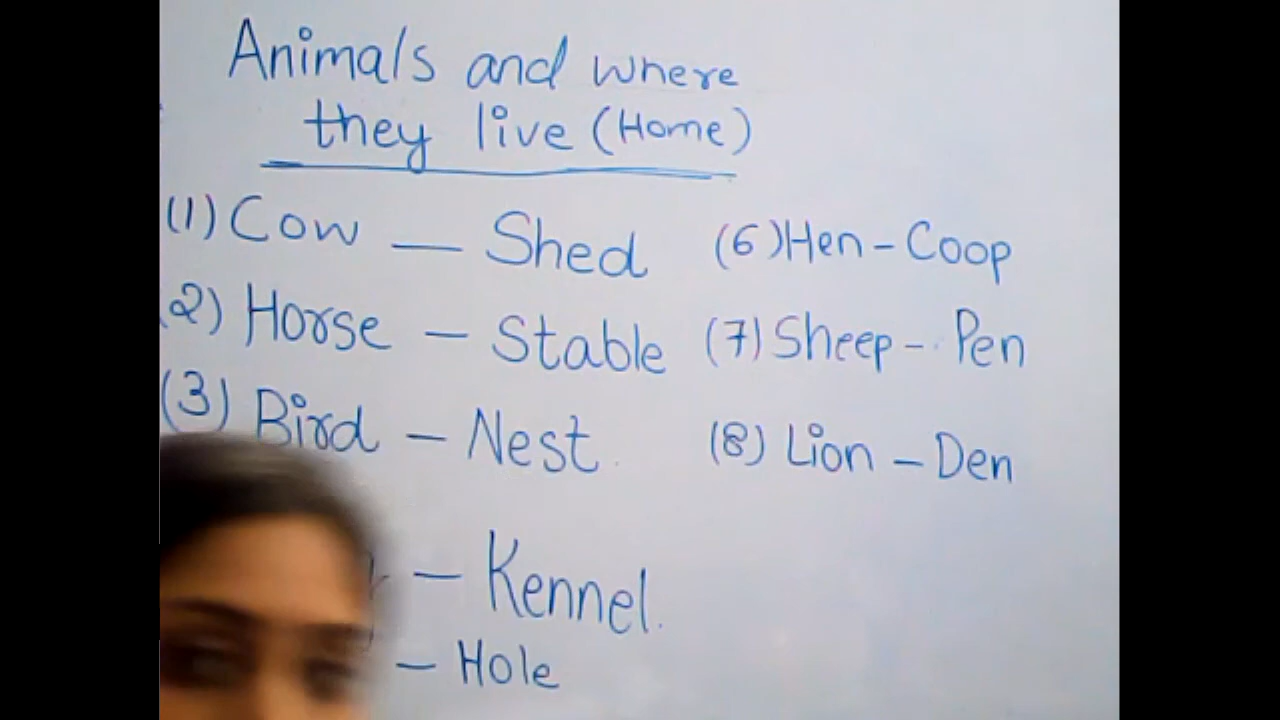 Animals and where
they live (Home)
(1) Cow — Shed
(2) Horse — Stable
(3) Bird — Nest
— Kennel.
— Hole
(6) Hen - Coop
(7) Sheep - Pen
(8) Lion - Den